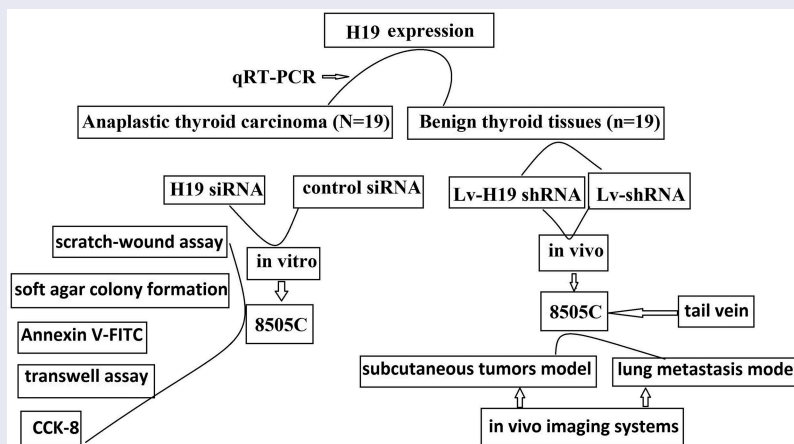 H19 expression
qRT-PCR
Anaplastic thyroid carcinoma (N=19)
Benign thyroid tissues (n=19)
H19 siRNA
control siRNA
Lv-H19 shRNA
Lv-shRNA
scratch-wound assay
in vitro
in vivo
soft agar colony formation
8505C
8505C
tail vein
Annexin V-FITC
transwell assay
subcutaneous tumors model
lung metastasis mode
CCK-8
in vivo imaging systems